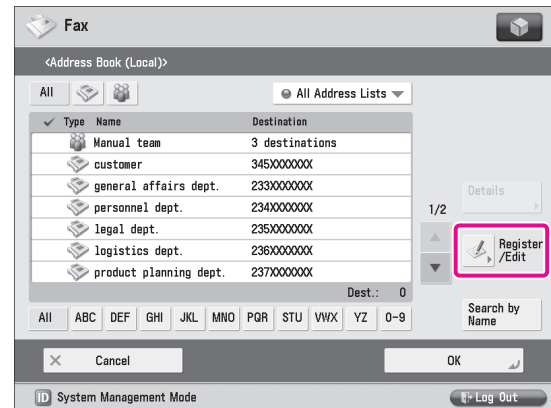 Fax
<Address Book (Local)>
All
All Address Lists
Type Name Destination
Manual team 3 destinations
customer 345XXXXXXX
general affairs dept. 233XXXXXXX
personnel dept. 234XXXXXXX
legal dept. 235XXXXXXX
logistics dept. 236XXXXXXX
product planning dept. 237XXXXXXX
Dest.: 0
1/2
Details
Register
/Edit
Search by
Name
All ABC DEF GHI JKL MNO PQR STU VWX YZ 0-9
Cancel
OK
ID System Management Mode
Log Out